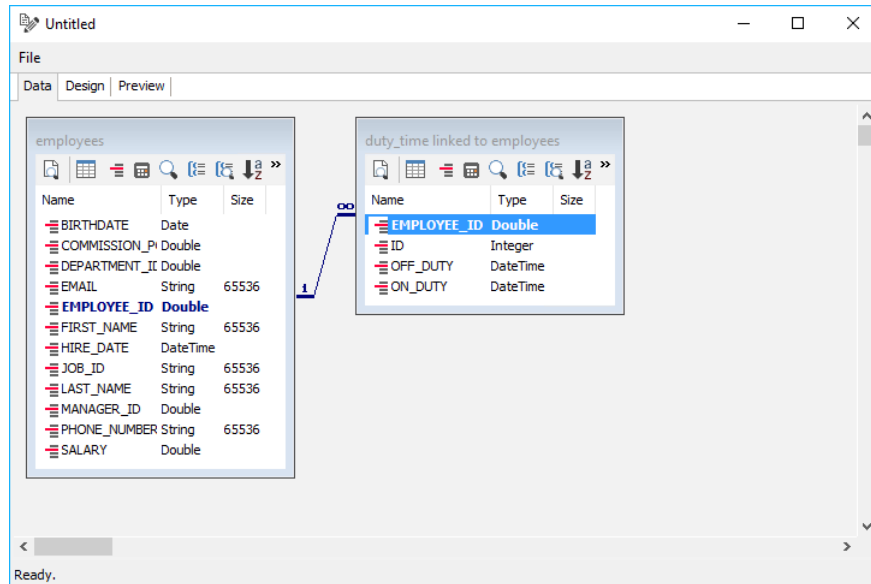 Untitled
File
Data Design Preview
employees
Name Type Size
BIRTHDATE Date
COMMISSION_P Double
DEPARTMENT_ID Double
EMAIL String 65536
EMPLOYEE_ID Double
FIRST_NAME String 65536
HIRE_DATE DateTime
JOB_ID String 65536
LAST_NAME String 65536
MANAGER_ID Double
PHONE_NUMBER String 65536
SALARY Double
1
∞
duty_time linked to employees
Name Type Size
EMPLOYEE_ID Double
ID Integer
OFF_DUTY DateTime
ON_DUTY DateTime
Ready.